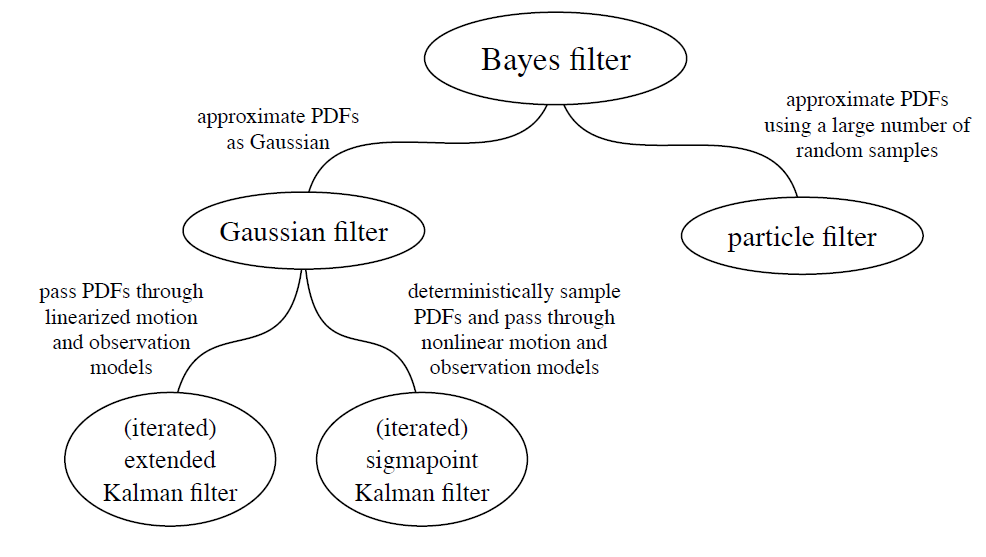 Bayes filter
approximate PDFs
as Gaussian
approximate PDFs
using a large number of
random samples
Gaussian filter
particle filter
pass PDFs through
linearized motion
and observation
models
deterministically sample
PDFs and pass through
nonlinear motion and
observation models
(iterated)
extended
Kalman filter
(iterated)
sigmapoint
Kalman filter